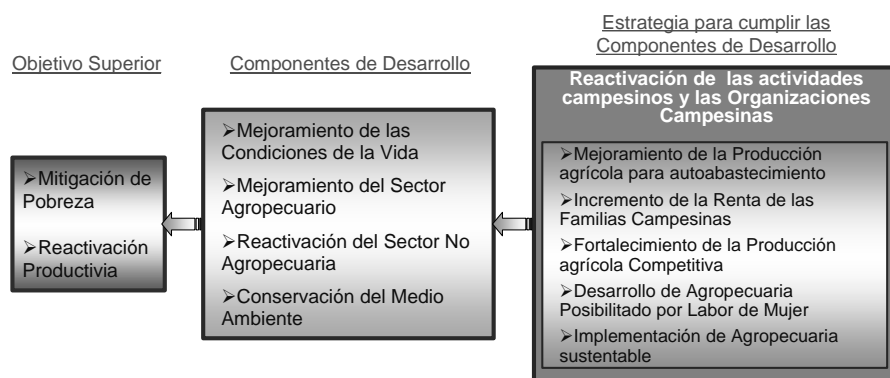 Objetivo Superior
➢Mitigación de
Pobreza
➢Reactivación
Productivia
Componentes de Desarrollo
➢Mejoramiento de las
Condiciones de la Vida
➢Mejoramiento del Sector
Agropecuario
➢Reactivación del Sector No
Agropecuaria
➢Conservación del Medio
Ambiente
Estrategia para cumplir las
Componentes de Desarrollo
Reactivación de las actividades
campesinos y las Organizaciones
Campesinas
➢Mejoramiento de la Producción
agrícola para autoabastecimiento
➢Incremento de la Renta de las
Familias Campesinas
➢Fortalecimiento de la Producción
agrícola Competitiva
➢Desarrollo de Agropecuaria
Posibilitado por Labor de Mujer
➢Implementación de Agropecuaria
sustentable